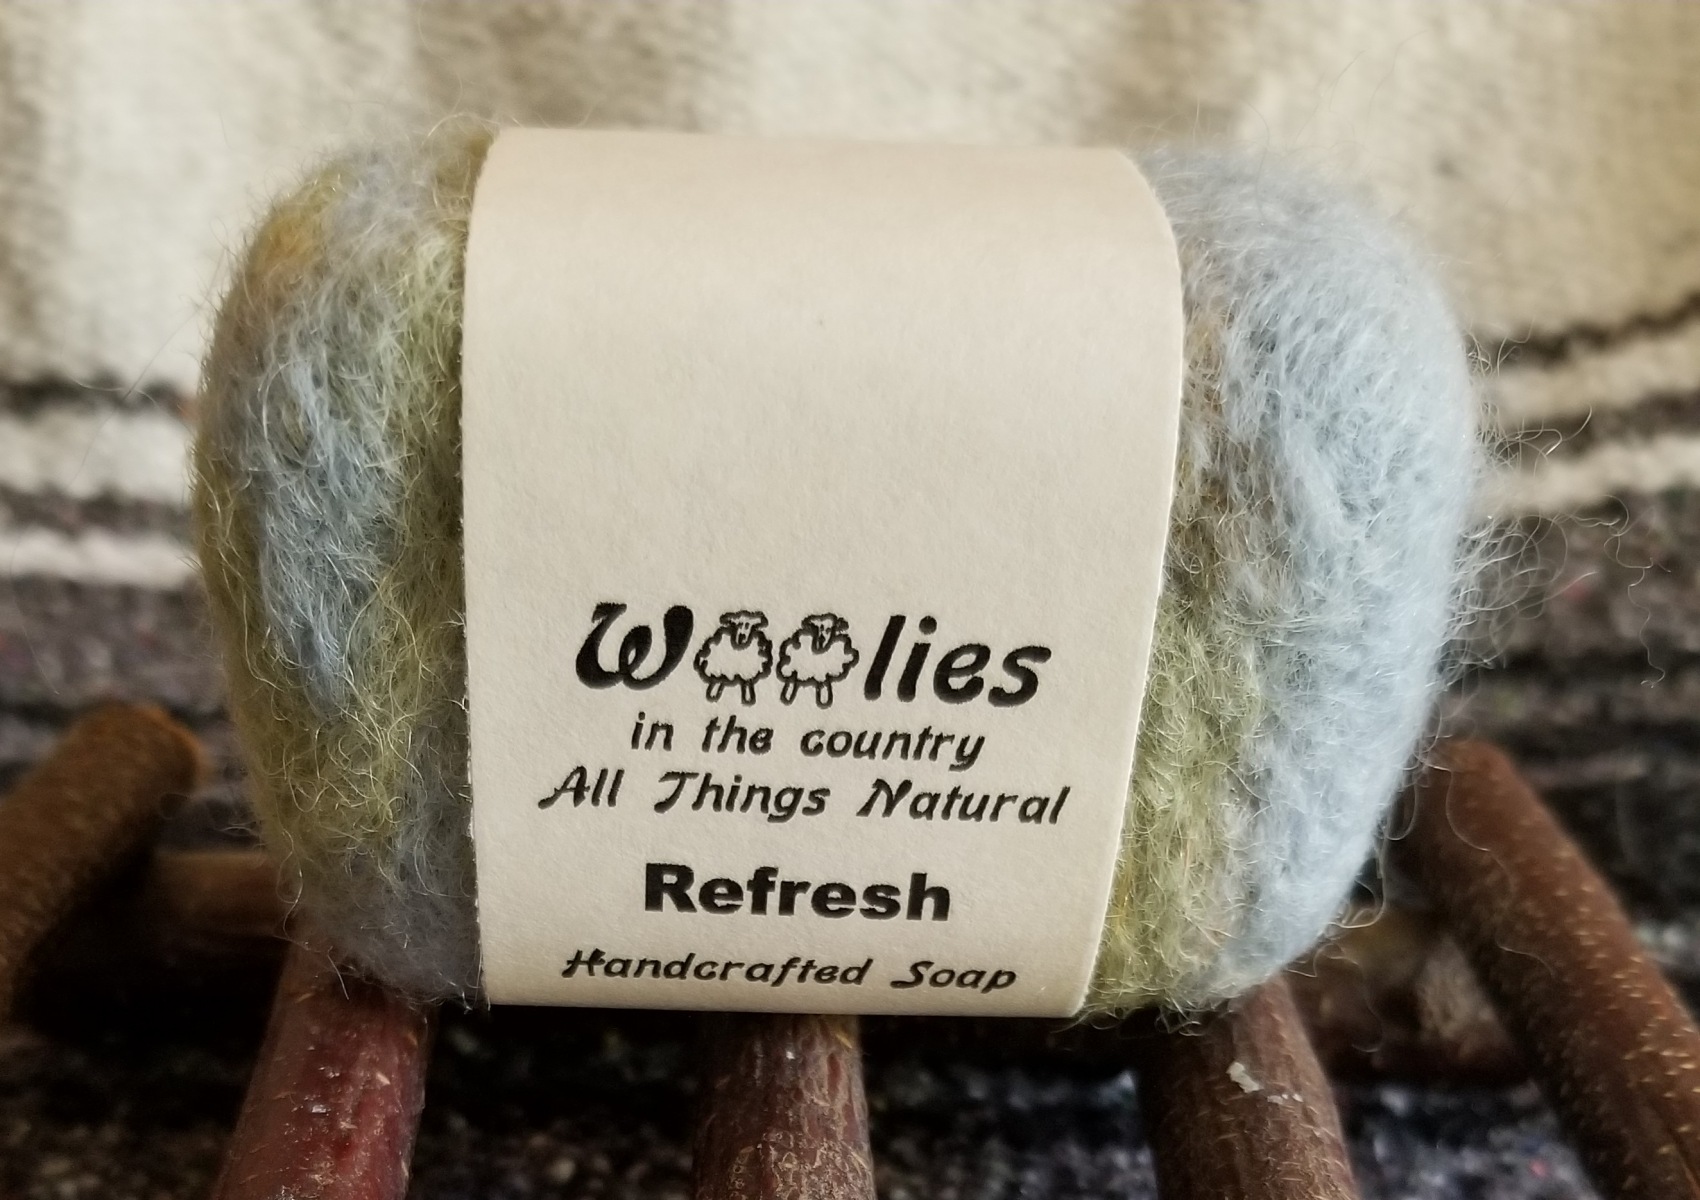 Woolies
in the country
All Things Natural
Refresh
Handcrafted Soap